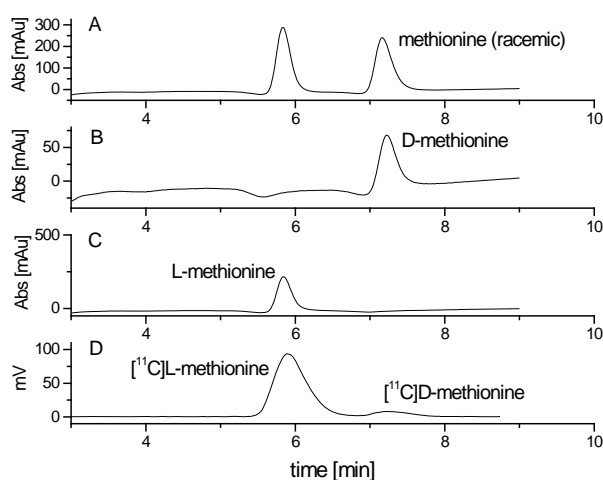 A
Abs [mAu]
300
200
100
0
methionine (racemic)
4
6
8
10
B
Abs [mAu]
50
0
D-methionine
4
6
8
10
C
Abs [mAu]
500
0
L-methionine
4
6
8
10
D
mV
100
50
0
[¹¹C]L-methionine
[¹¹C]D-methionine
4
6
8
10
time [min]